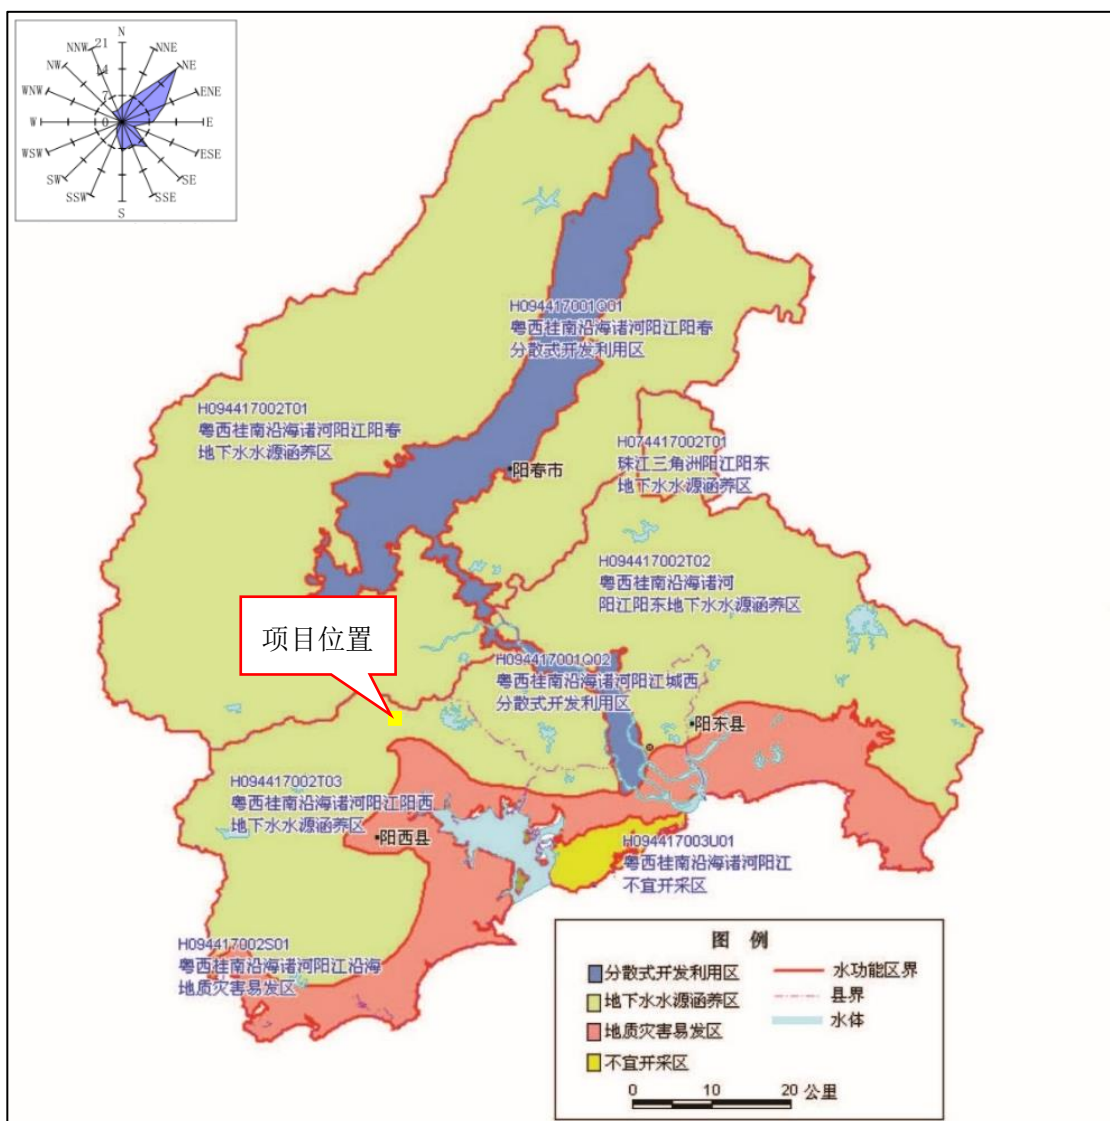 N
NNW
21
NNE
NW
14
NE
WNW
7
ENE
W
0
E
WSW
ESE
SW
SE
SSW
SSE
S
H094417001Q01
粤西桂南沿海诸河阳江阳春
分散式开发利用区
H094417002T01
粤西桂南沿海诸河阳江阳春
地下水水源涵养区
H074417002T01
珠江三角洲阳江阳东
地下水水源涵养区
阳春市
H094417002T02
粤西桂南沿海诸河
阳江阳东地下水水源涵养区
项目位置
H094417001Q02
粤西桂南沿海诸河阳江城西
分散式开发利用区
阳东县
H094417002T03
粤西桂南沿海诸河阳江阳西
地下水水源涵养区
阳西县
H094417003U01
粤西桂南沿海诸河阳江
不宜开采区
H094417002S01
粤西桂南沿海诸河阳江沿海
地质灾害易发区
图 例
分散式开发利用区
水功能区界
地下水水源涵养区
县界
地质灾害易发区
水体
不宜开采区
0 10 20 公里